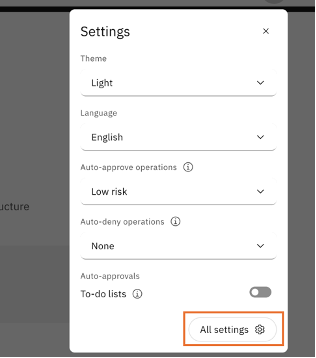 Settings
Theme
Light
Language
English
Auto-approve operations
Low risk
ucture
Auto-deny operations
None
Auto-approvals
To-do lists
All settings